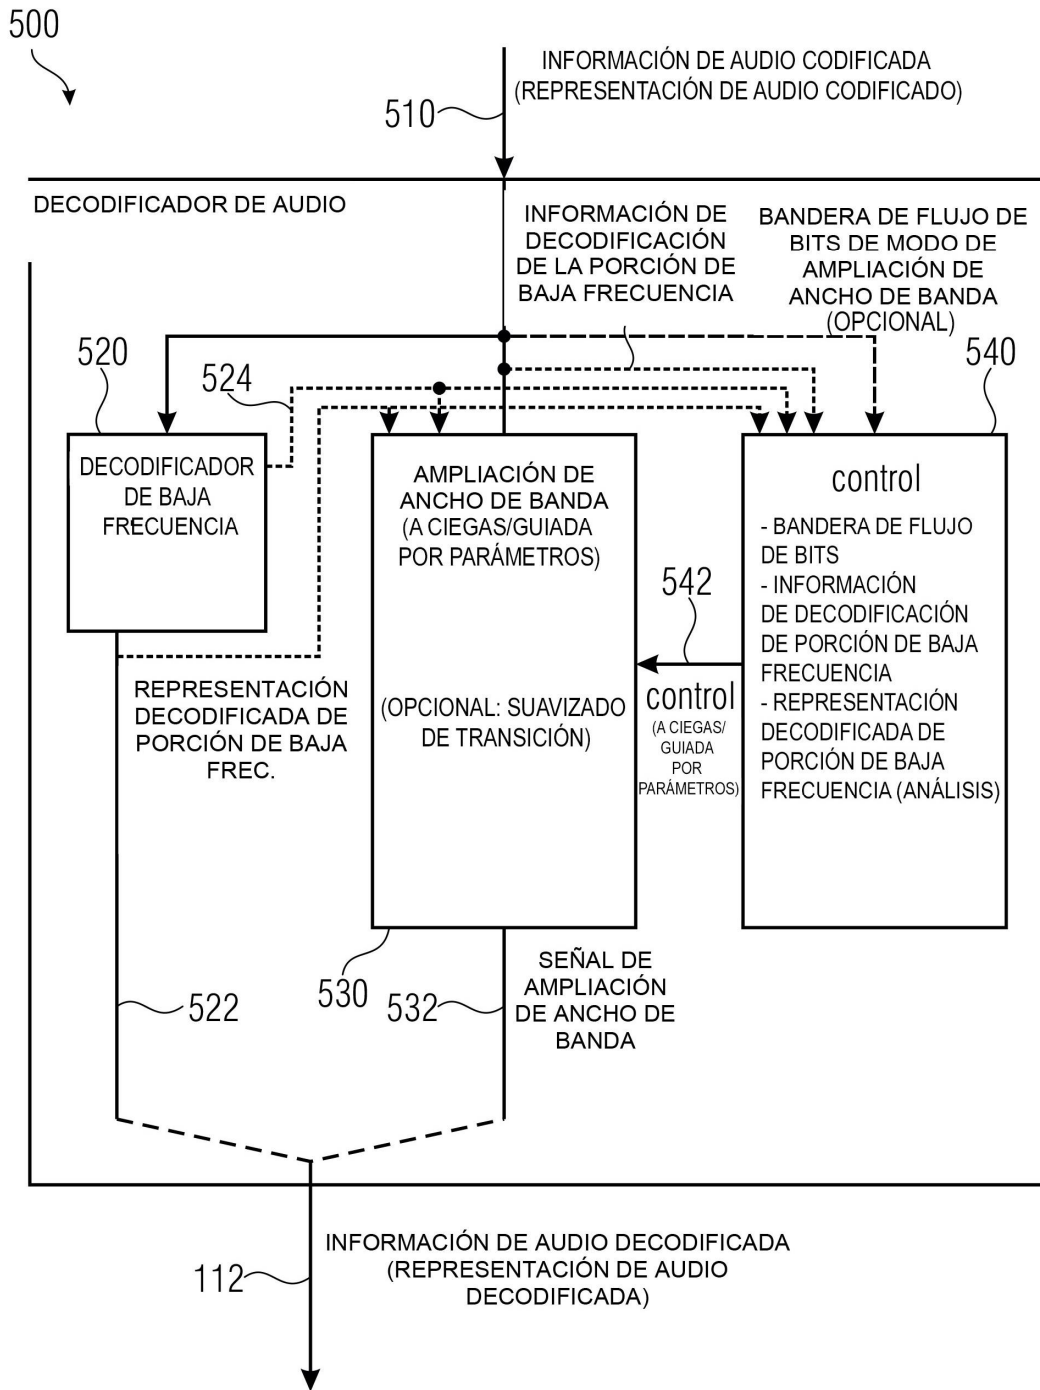 500
INFORMACIÓN DE AUDIO CODIFICADA
(REPRESENTACIÓN DE AUDIO CODIFICADO)
510
DECODIFICADOR DE AUDIO
INFORMACIÓN DE
DECODIFICACIÓN
DE LA PORCIÓN DE
BAJA FRECUENCIA
BANDERA DE FLUJO DE
BITS DE MODO DE
AMPLIACIÓN DE
ANCHO DE BANDA
(OPCIONAL)
520
524
540
DECODIFICADOR
DE BAJA
FRECUENCIA
AMPLIACIÓN DE
ANCHO DE BANDA
(A CIEGAS/GUIADA
POR PARÁMETROS)
(OPCIONAL: SUAVIZADO
DE TRANSICIÓN)
control
- BANDERA DE FLUJO
DE BITS
- INFORMACIÓN
DE DECODIFICACIÓN
DE PORCIÓN DE BAJA
FRECUENCIA
- REPRESENTACIÓN
DECODIFICADA DE
PORCIÓN DE BAJA
FRECUENCIA (ANÁLISIS)
542
control
(A CIEGAS/
GUIADA
POR
PARÁMETROS)
REPRESENTACIÓN
DECODIFICADA DE
PORCIÓN DE BAJA
FREC.
522
530
532
SEÑAL DE
AMPLIACIÓN
DE ANCHO DE
BANDA
INFORMACIÓN DE AUDIO DECODIFICADA
(REPRESENTACIÓN DE AUDIO
DECODIFICADA)
112